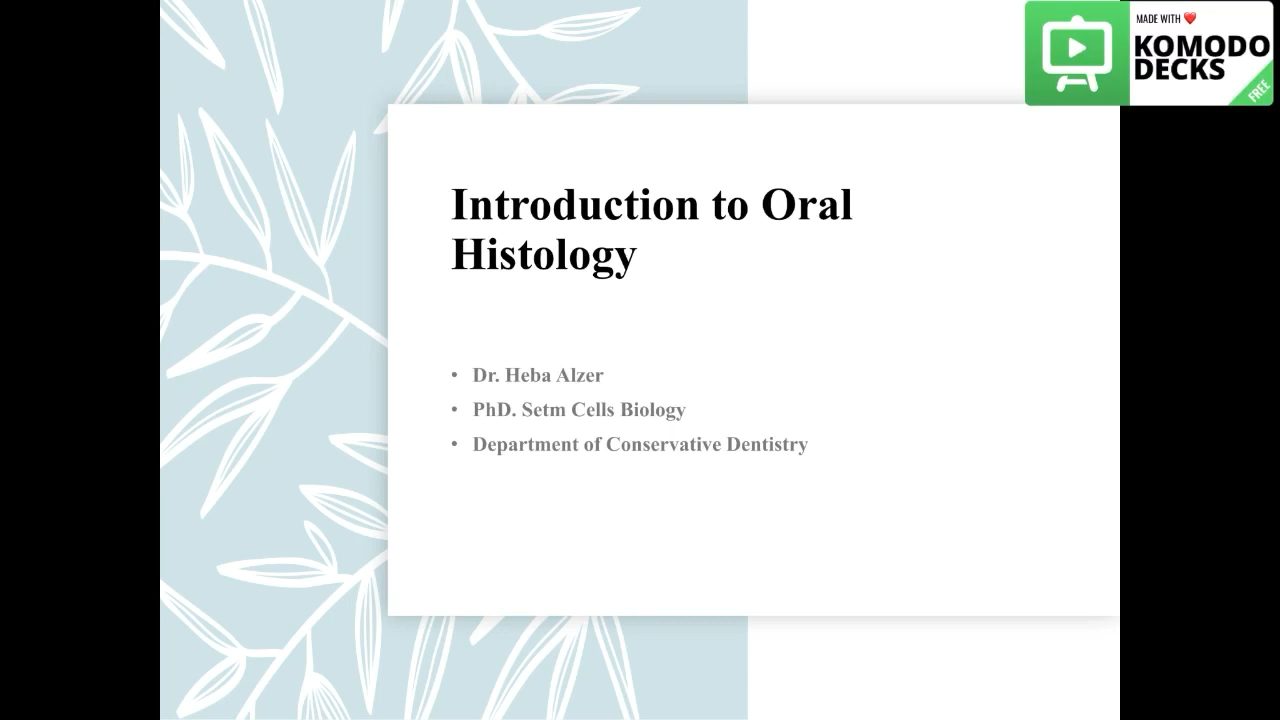 MADE WITH ❤️
KOMODO
DECKS
FREE
Introduction to Oral
Histology
• Dr. Heba Alzer
• PhD. Setm Cells Biology
• Department of Conservative Dentistry